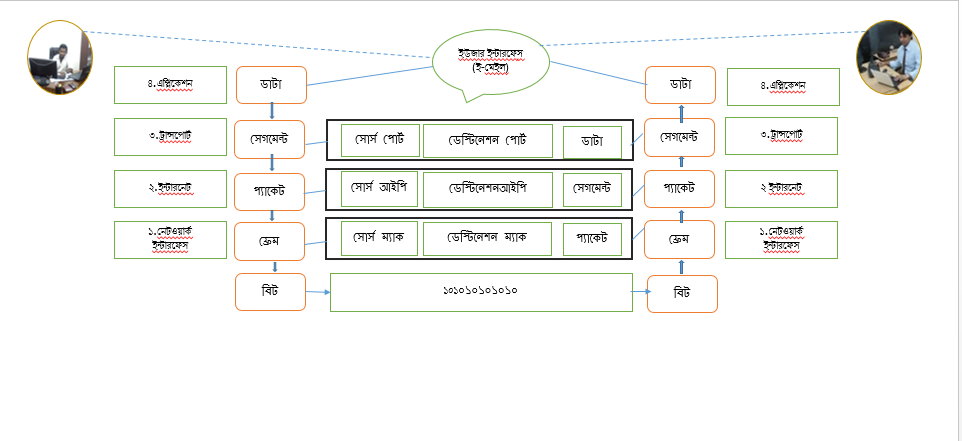 ইউজার ইন্টারফেস
(ই-মেইল)
৪.এপ্লিকেশন
ডাটা
ডাটা
৪.এপ্লিকেশন
৩.ট্রান্সপোর্ট
সেগমেন্ট
সোর্স পোর্ট
ডেস্টিনেশন পোর্ট
ডাটা
সেগমেন্ট
৩.ট্রান্সপোর্ট
২.ইন্টারনেট
প্যাকেট
সোর্স আইপি
ডেস্টিনেশনআইপি
সেগমেন্ট
প্যাকেট
২ ইন্টারনেট
১.নেটওয়ার্ক
ইন্টারফেস
ফ্রেম
সোর্স ম্যাক
ডেস্টিনেশন ম্যাক
প্যাকেট
ফ্রেম
১.নেটওয়ার্ক
ইন্টারফেস
বিট
১০১০১০১০১০১০
বিট